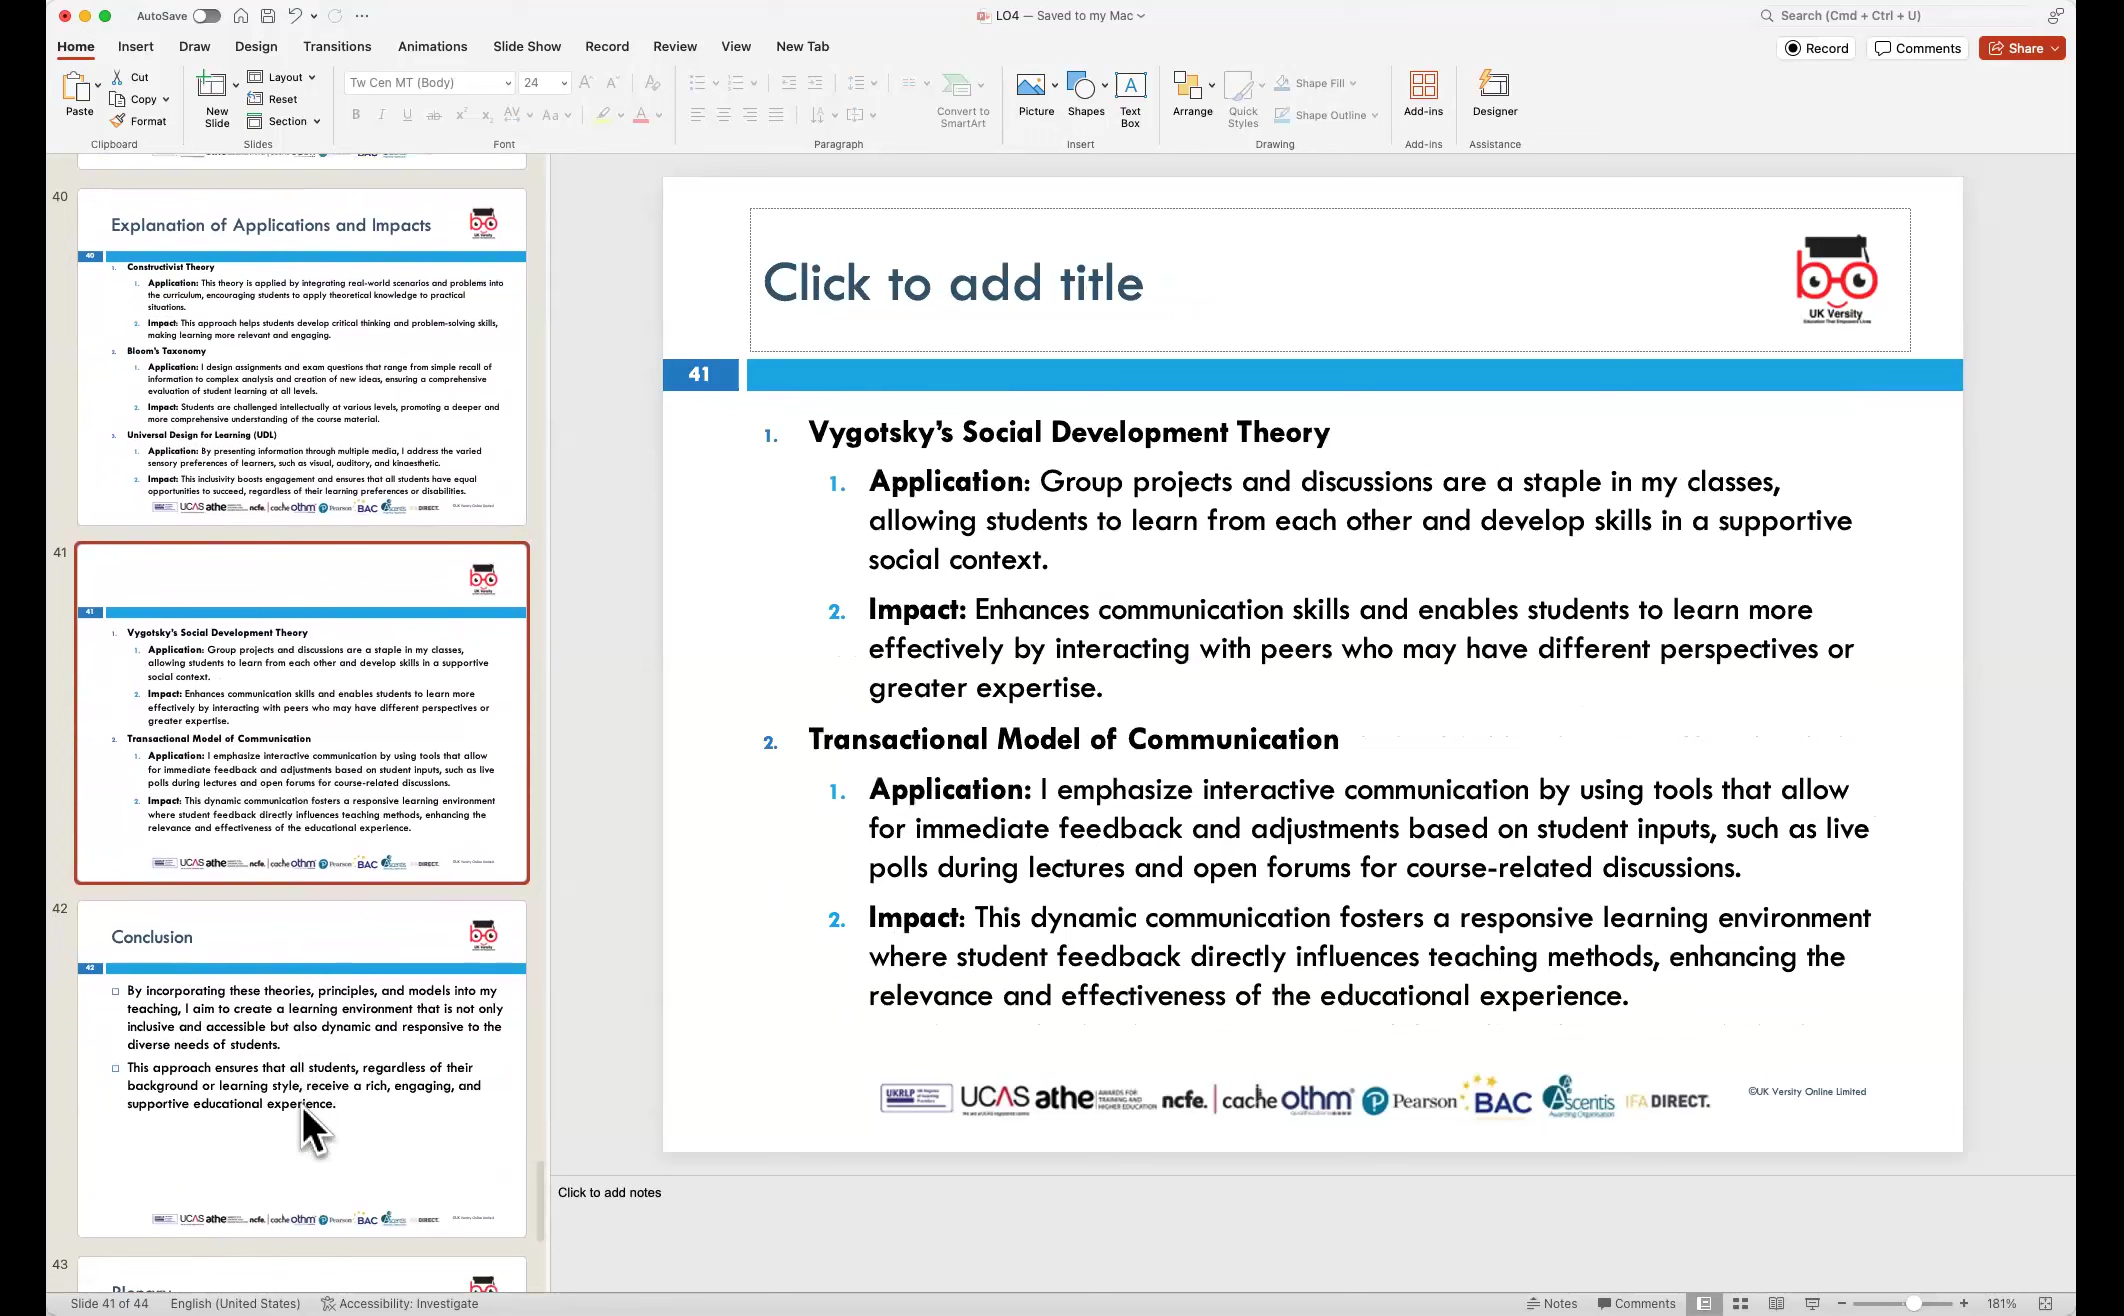 AutoSave
LO4 — Saved to my Mac
Search (Cmd + Ctrl + U)
Home Insert Draw Design Transitions Animations Slide Show Record Review View New Tab
Record Comments Share
Paste Cut Copy Format
Clipboard
New Slide Layout Reset Section
Slides
Tw Cen MT (Body) 24
Font
Convert to SmartArt
Paragraph
Picture Shapes Text Box
Insert
Arrange Quick Styles Shape Fill Shape Outline
Drawing
Add-ins
Add-ins
Designer
Assistance
40
Explanation of Applications and Impacts
40
1. Constructivist Theory
1. Application: This theory is applied by integrating real-world scenarios and problems into
the curriculum, encouraging students to apply theoretical knowledge to practical
situations.
2. Impact: This approach helps students develop critical thinking and problem-solving skills,
making learning more relevant and engaging.
2. Bloom's Taxonomy
1. Application: I design assignments and exam questions that range from simple recall of
information to complex analysis and creation of new ideas, ensuring a comprehensive
evaluation of student learning at all levels.
2. Impact: Students are challenged intellectually at various levels, promoting a deeper and
more comprehensive understanding of the course material.
3. Universal Design for Learning (UDL)
1. Application: By presenting information through multiple media, I address the varied
sensory preferences of learners, such as visual, auditory, and kinaesthetic.
2. Impact: This inclusivity boosts engagement and ensures that all students have equal
opportunities to succeed, regardless of their learning preferences or disabilities.
UCAS athe ncfe. cache othm Pearson BAC Ascentis DIRECT.
41
41
1. Vygotsky's Social Development Theory
1. Application: Group projects and discussions are a staple in my classes,
allowing students to learn from each other and develop skills in a supportive
social context.
2. Impact: Enhances communication skills and enables students to learn more
effectively by interacting with peers who may have different perspectives or
greater expertise.
2. Transactional Model of Communication
1. Application: I emphasize interactive communication by using tools that allow
for immediate feedback and adjustments based on student inputs, such as live
polls during lectures and open forums for course-related discussions.
2. Impact: This dynamic communication fosters a responsive learning environment
where student feedback directly influences teaching methods, enhancing the
relevance and effectiveness of the educational experience.
UCAS athe ncfe. cache othm Pearson BAC Ascentis DIRECT.
42
Conclusion
42
By incorporating these theories, principles, and models into my
teaching, I aim to create a learning environment that is not only
inclusive and accessible but also dynamic and responsive to the
diverse needs of students.
This approach ensures that all students, regardless of their
background or learning style, receive a rich, engaging, and
supportive educational experience.
UCAS athe ncfe. cache othm Pearson BAC Ascentis DIRECT.
43
Plenary
Click to add title
UK Versity
Education That Empowers Lives
41
1. Vygotsky's Social Development Theory
1. Application: Group projects and discussions are a staple in my classes,
allowing students to learn from each other and develop skills in a supportive
social context.
2. Impact: Enhances communication skills and enables students to learn more
effectively by interacting with peers who may have different perspectives or
greater expertise.
2. Transactional Model of Communication
1. Application: I emphasize interactive communication by using tools that allow
for immediate feedback and adjustments based on student inputs, such as live
polls during lectures and open forums for course-related discussions.
2. Impact: This dynamic communication fosters a responsive learning environment
where student feedback directly influences teaching methods, enhancing the
relevance and effectiveness of the educational experience.
UKRLP UCAS athe AWARDS FOR TRAINING AND HIGHER EDUCATION ncfe. cache othm Pearson BAC Ascentis Awarding Organisation IFA DIRECT.
©UK Versity Online Limited
Click to add notes
Slide 41 of 44 English (United States) Accessibility: Investigate
Notes Comments 181%